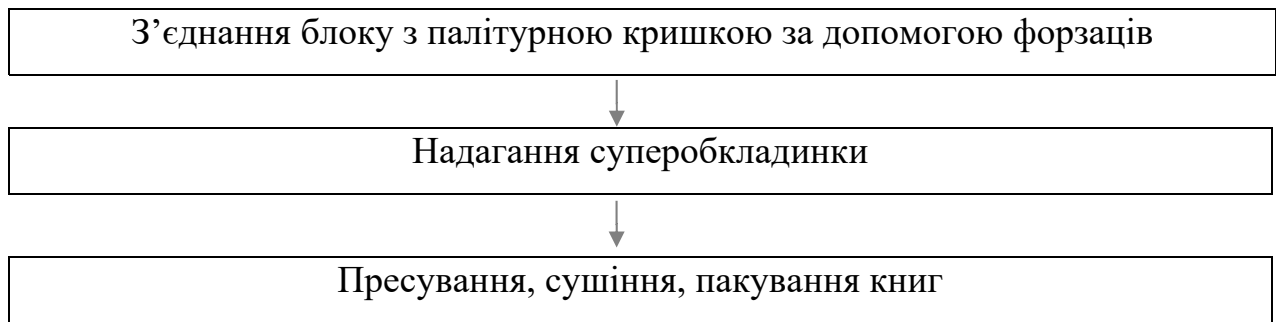 З’єднання блоку з палітурною кришкою за допомогою форзаців
Надагання суперобкладинки
Пресування, сушіння, пакування книг